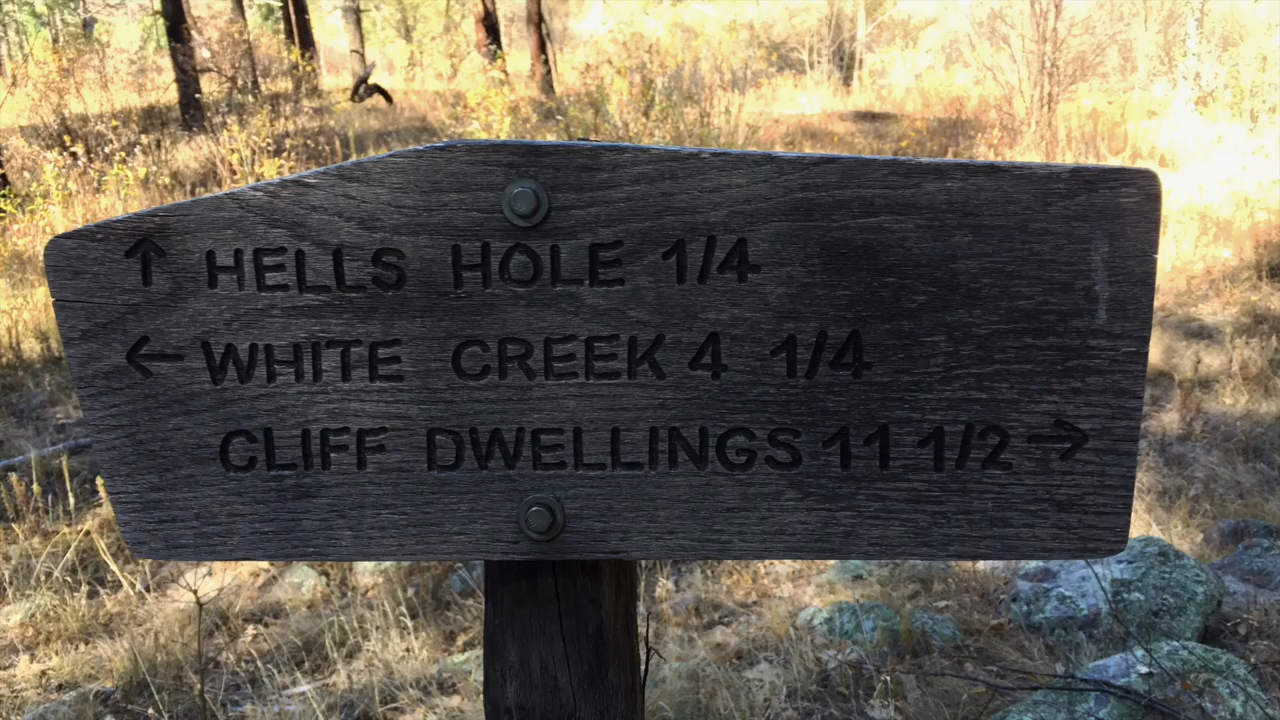 ↑ HELLS HOLE 1/4
← WHITE CREEK 4 1/4
CLIFF DWELLINGS 11 1/2 →